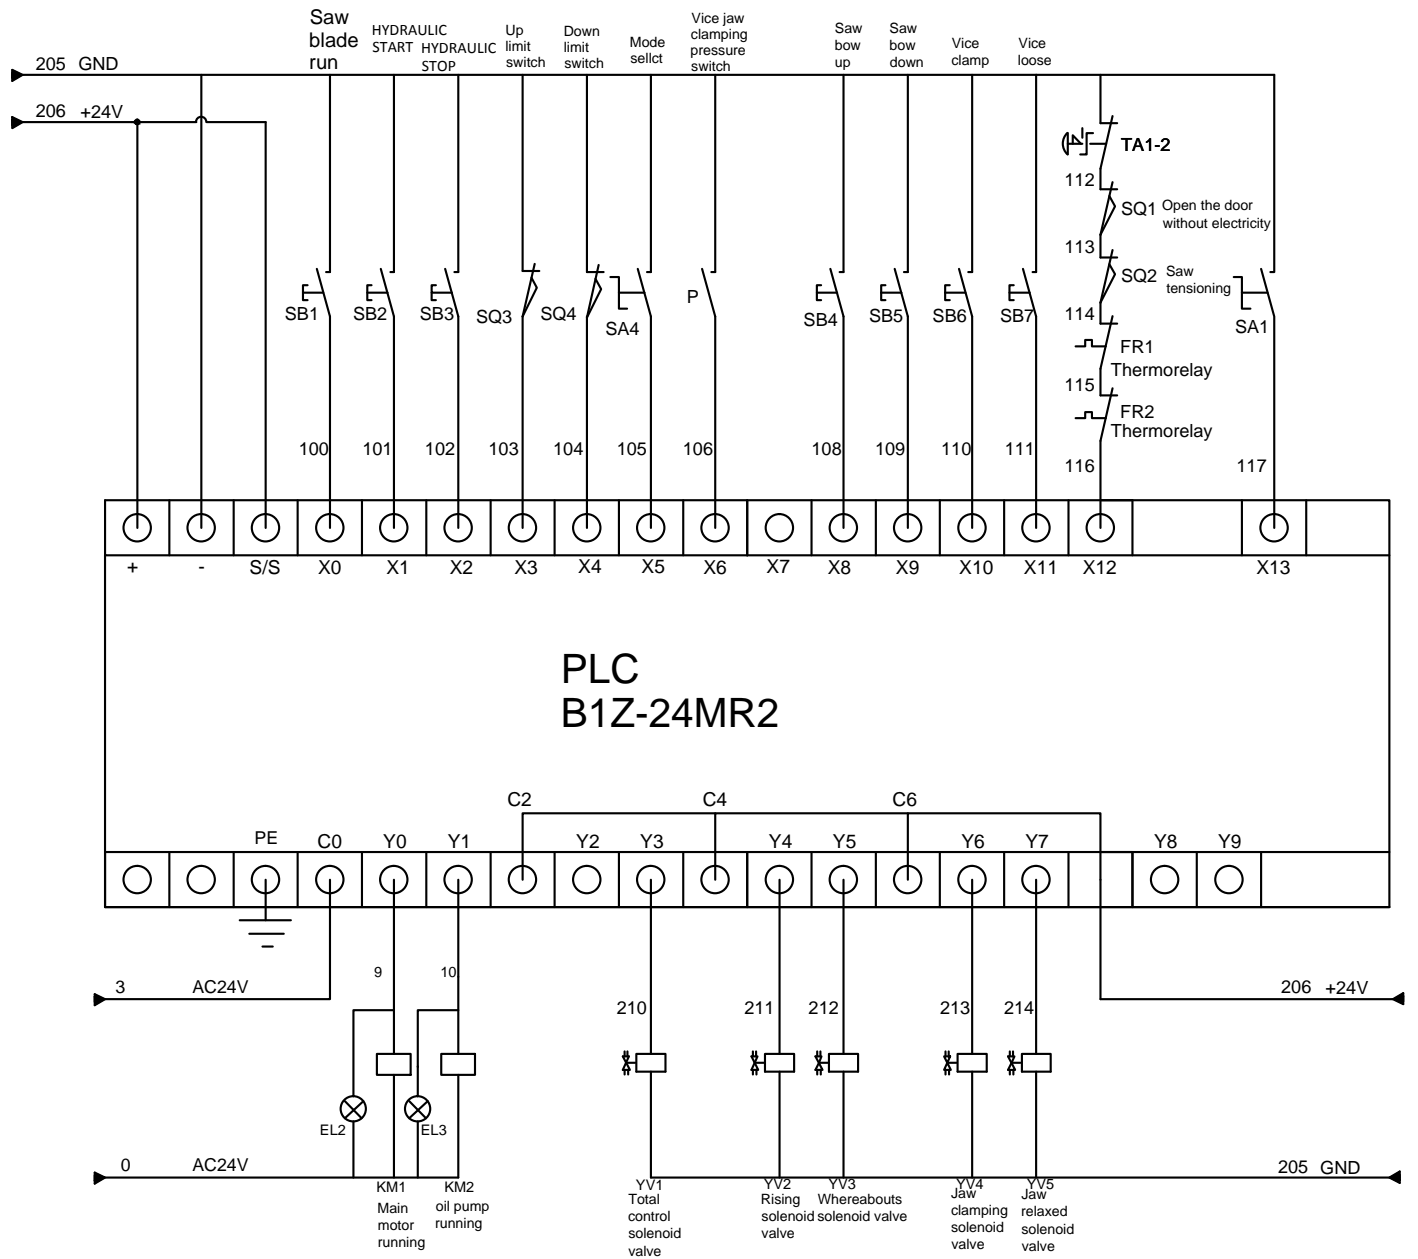 Saw
blade
run
HYDRAULIC
START
HYDRAULIC
STOP
Up
limit
switch
Down
limit
switch
Mode
sellct
Vice jaw
clamping
pressure
switch
Saw
bow
up
Saw
bow
down
Vice
clamp
Vice
loose
205 GND
206 +24V
TA1-2
112
SQ1 Open the door
without electricity
113
SQ2 Saw
tensioning
114
FR1
Thermorelay
115
FR2
Thermorelay
116
SB1
SB2
SB3
SQ3
SQ4
SA4
P
SB4
SB5
SB6
SB7
SA1
100
101
102
103
104
105
106
108
109
110
111
117
+ - S/S X0 X1 X2 X3 X4 X5 X6 X7 X8 X9 X10 X11 X12 X13
PLC
B1Z-24MR2
C2 C4 C6
PE C0 Y0 Y1 Y2 Y3 Y4 Y5 Y6 Y7 Y8 Y9
3 AC24V
9
10
210
211
212
213
214
206 +24V
EL2
EL3
0 AC24V
205 GND
KM1
Main
motor
running
KM2
oil pump
running
YV1
Total
control
solenoid
valve
YV2
Rising
solenoid
valve
YV3
Whereabouts
solenoid valve
YV4
Jaw
clamping
solenoid
valve
YV5
Jaw
relaxed
solenoid
valve